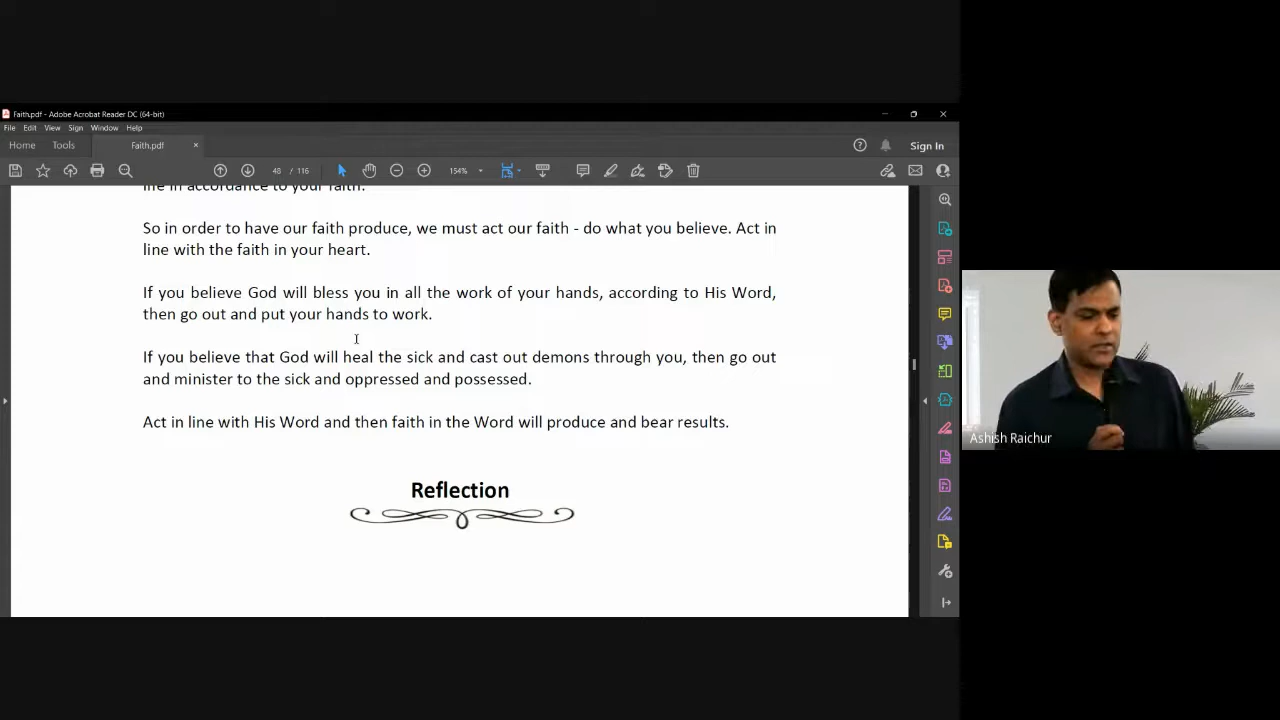 Faith.pdf - Adobe Acrobat Reader DC (64-bit)
File Edit View Sign Window Help
Home Tools Faith.pdf × Sign In
48 / 116 154%
life in accordance to your faith.
So in order to have our faith produce, we must act our faith - do what you believe. Act in
line with the faith in your heart.
If you believe God will bless you in all the work of your hands, according to His Word,
then go out and put your hands to work.
If you believe that God will heal the sick and cast out demons through you, then go out
and minister to the sick and oppressed and possessed.
Act in line with His Word and then faith in the Word will produce and bear results.
Reflection
Ashish Raichur